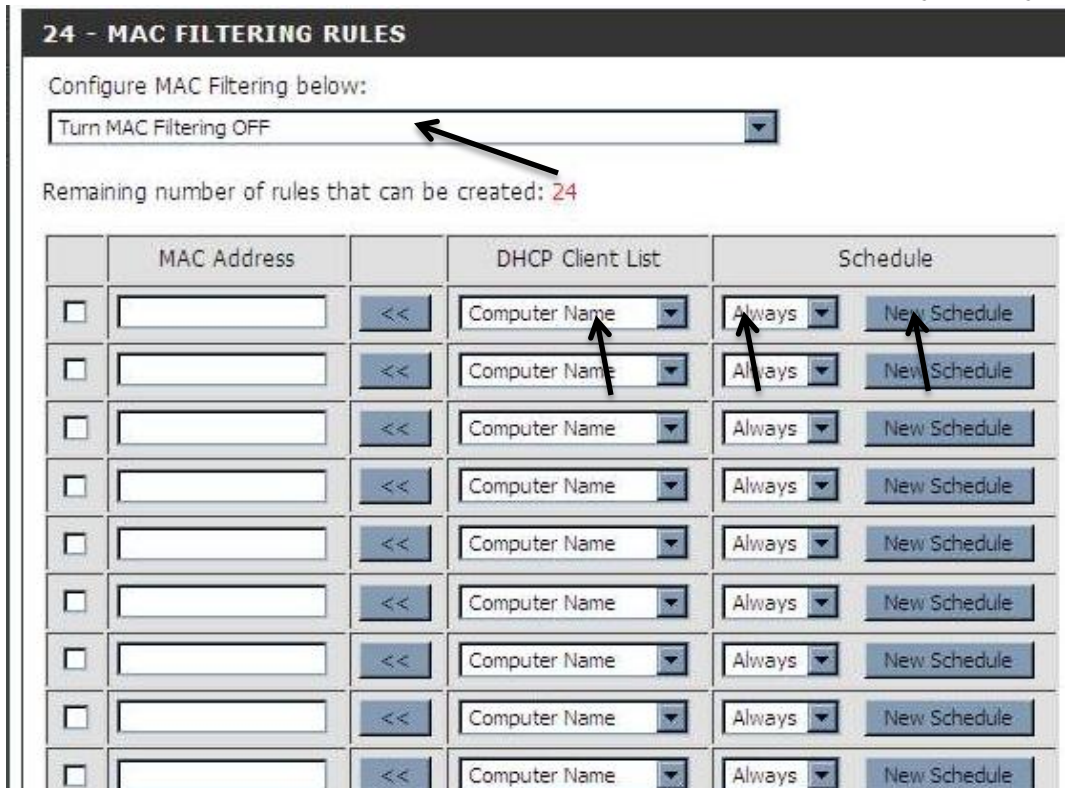 24 - MAC FILTERING RULES
Configure MAC Filtering below:
Turn MAC Filtering OFF
Remaining number of rules that can be created: 24
MAC Address DHCP Client List Schedule
<< Computer Name Always New Schedule
<< Computer Name Always New Schedule
<< Computer Name Always New Schedule
<< Computer Name Always New Schedule
<< Computer Name Always New Schedule
<< Computer Name Always New Schedule
<< Computer Name Always New Schedule
<< Computer Name Always New Schedule
<< Computer Name Always New Schedule